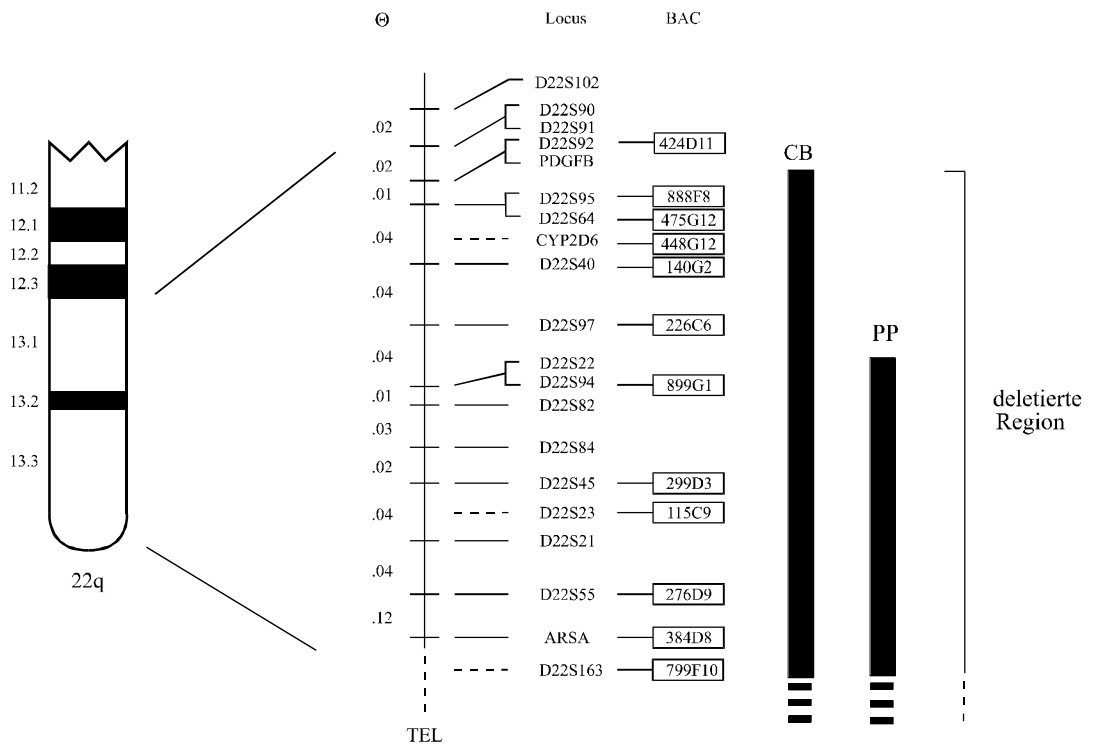 Θ Locus BAC
D22S102
D22S90
.02
D22S91
D22S92 424D11
CB
PDGFB
.02
11.2
.01
D22S95 888F8
D22S64 475G12
12.1
.04
CYP2D6 448G12
12.2
D22S40 140G2
12.3
.04
D22S97 226C6
PP
13.1
.04
D22S22
D22S94 899G1
.01
13.2
D22S82
deletierte
Region
.03
D22S84
13.3
.02
D22S45 299D3
.04
D22S23 115C9
D22S21
.04
22q
D22S55 276D9
.12
ARSA 384D8
D22S163 799F10
TEL